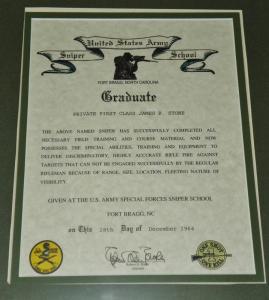 United States Army
Sniper School
FORT BRAGG, NORTH CAROLINA
Graduate
PRIVATE FIRST CLASS JAMES R. STONE
THE ABOVE NAMED SNIPER HAS SUCCESSFULLY COMPLETED ALL
NECESSARY FIELD TRAINING AND COURSE MATERIAL, AND NOW
POSSESSES THE SPECIAL ABILITIES, TRAINING AND EQUIPMENT TO
DELIVER DISCRIMINATORY, HIGHLY ACCURATE RIFLE FIRE AGAINST
TARGETS THAT CAN NOT BE ENGAGED SUCCESSFULLY BY THE REGULAR
RIFLEMAN BECAUSE OF RANGE, SIZE, LOCATION, FLEETING NATURE OF
VISIBILITY.
GIVEN AT THE U.S. ARMY SPECIAL FORCES SNIPER SCHOOL
FORT BRAGG, NC
on This 18th Day of December 1964